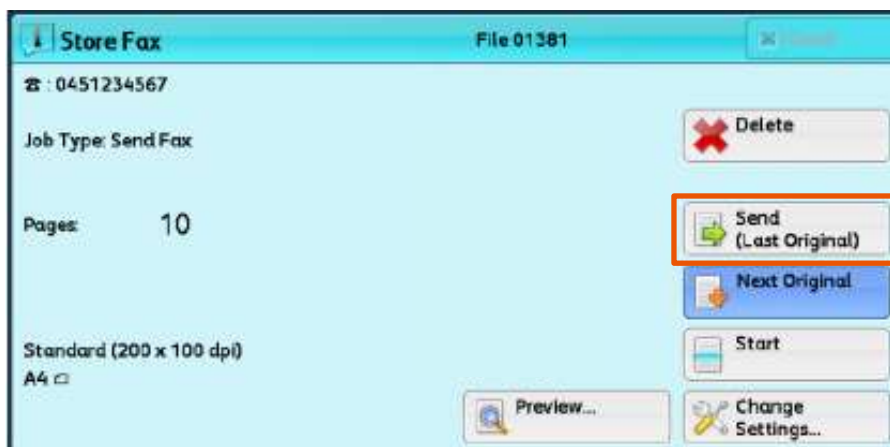 Store Fax
File 01381
☎ : 0451234567
Job Type: Send Fax
Delete
Pages: 10
Send
(Last Original)
Next Original
Standard (200 x 100 dpi)
A4
Start
Preview...
Change
Settings...